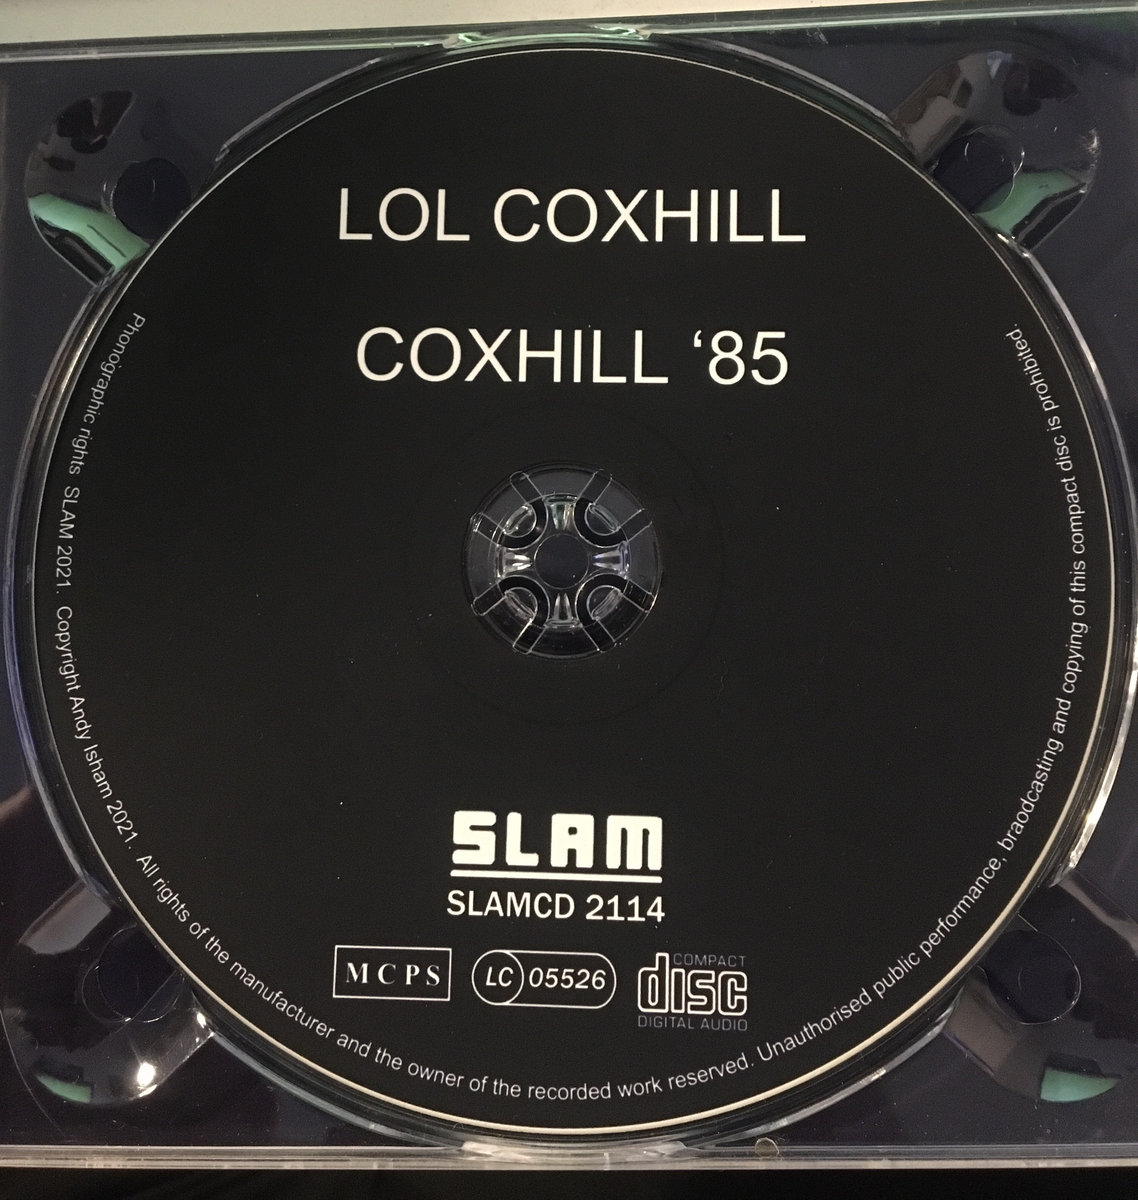 LOL COXHILL
COXHILL ‘85
SLAM
SLAMCD 2114
MCPS
LC 05526
COMPACT
disc
DIGITAL AUDIO
Phonographic rights SLAM 2021. Copyright Andy Isham 2021. All rights of the manufacturer and the owner of the recorded work reserved. Unauthorised public performance, braodcasting and copying of this compact disc is prohibited.